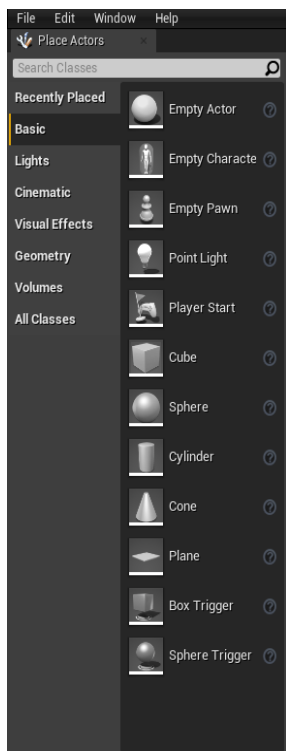 File Edit Window Help
Place Actors
Search Classes
Recently Placed
Basic
Lights
Cinematic
Visual Effects
Geometry
Volumes
All Classes
Empty Actor
Empty Characte
Empty Pawn
Point Light
Player Start
Cube
Sphere
Cylinder
Cone
Plane
Box Trigger
Sphere Trigger